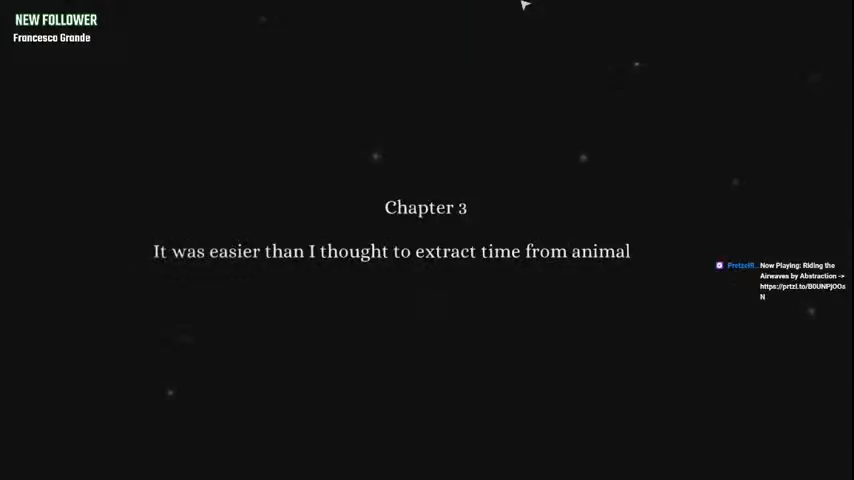 NEW FOLLOWER
Francesco Grande
Chapter 3
It was easier than I thought to extract time from animal
PretzelR... Now Playing: Riding the
Airwaves by Abstraction ->
https://prtzl.to/B0UNPJOOs
N